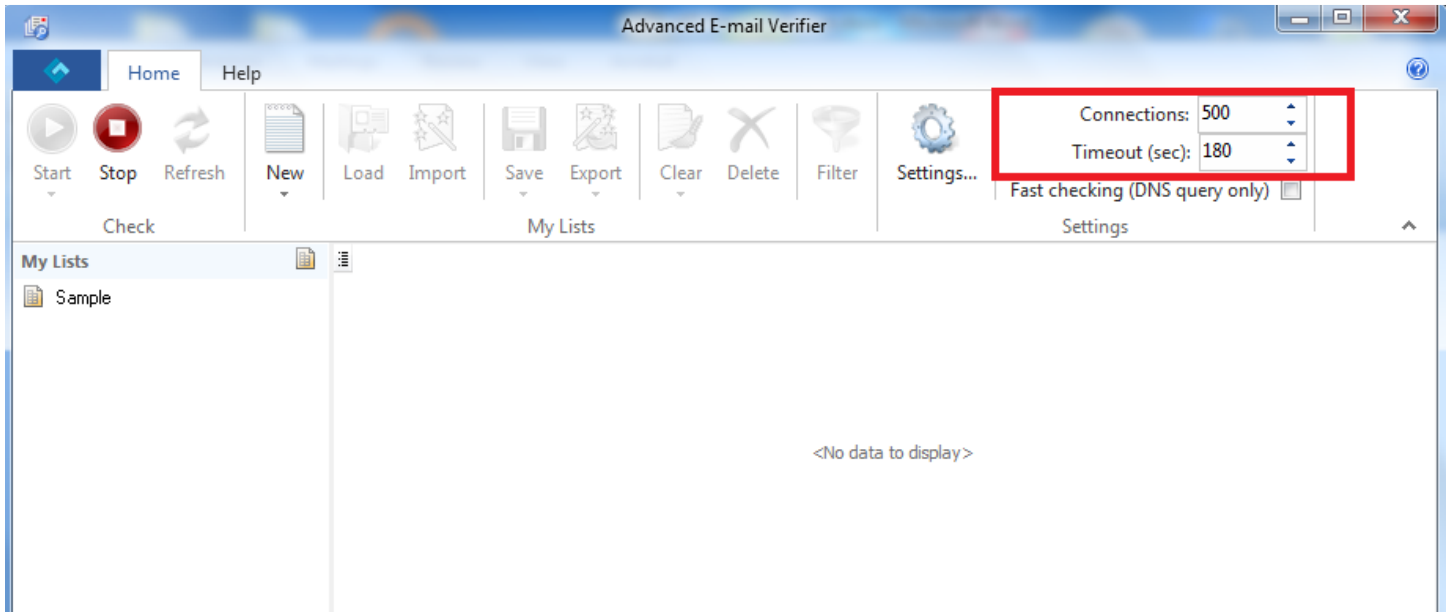 Advanced E-mail Verifier
Home Help
Connections: 500
Timeout (sec): 180
Start Stop Refresh New Load Import Save Export Clear Delete Filter Settings...
Fast checking (DNS query only)
Check My Lists Settings
My Lists
Sample
<No data to display>